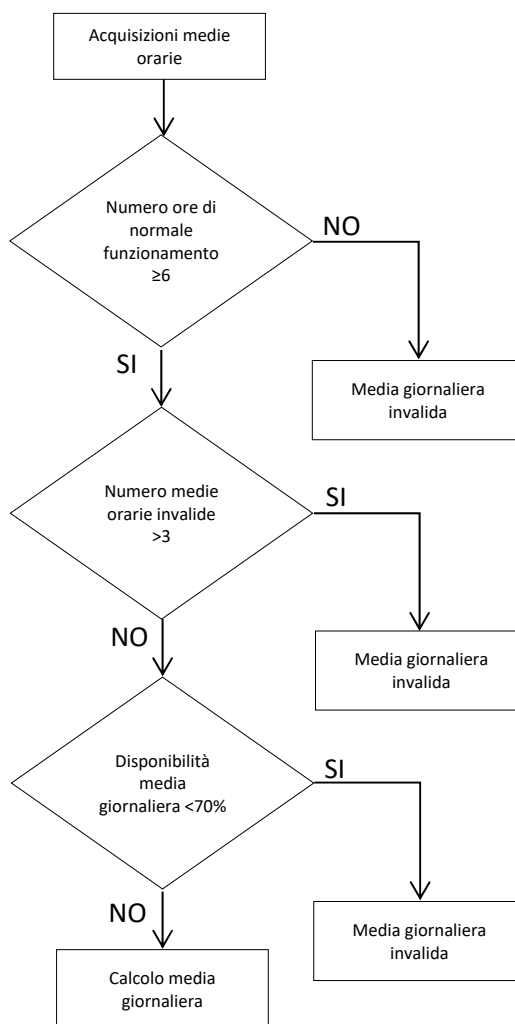 Acquisizioni medie
orarie
Numero ore di
normale
funzionamento
≥6
NO
SI
Media giornaliera
invalida
Numero medie
orarie invalide
>3
SI
NO
Media giornaliera
invalida
Disponibilità
media
giornaliera <70%
SI
NO
Media giornaliera
invalida
Calcolo media
giornaliera